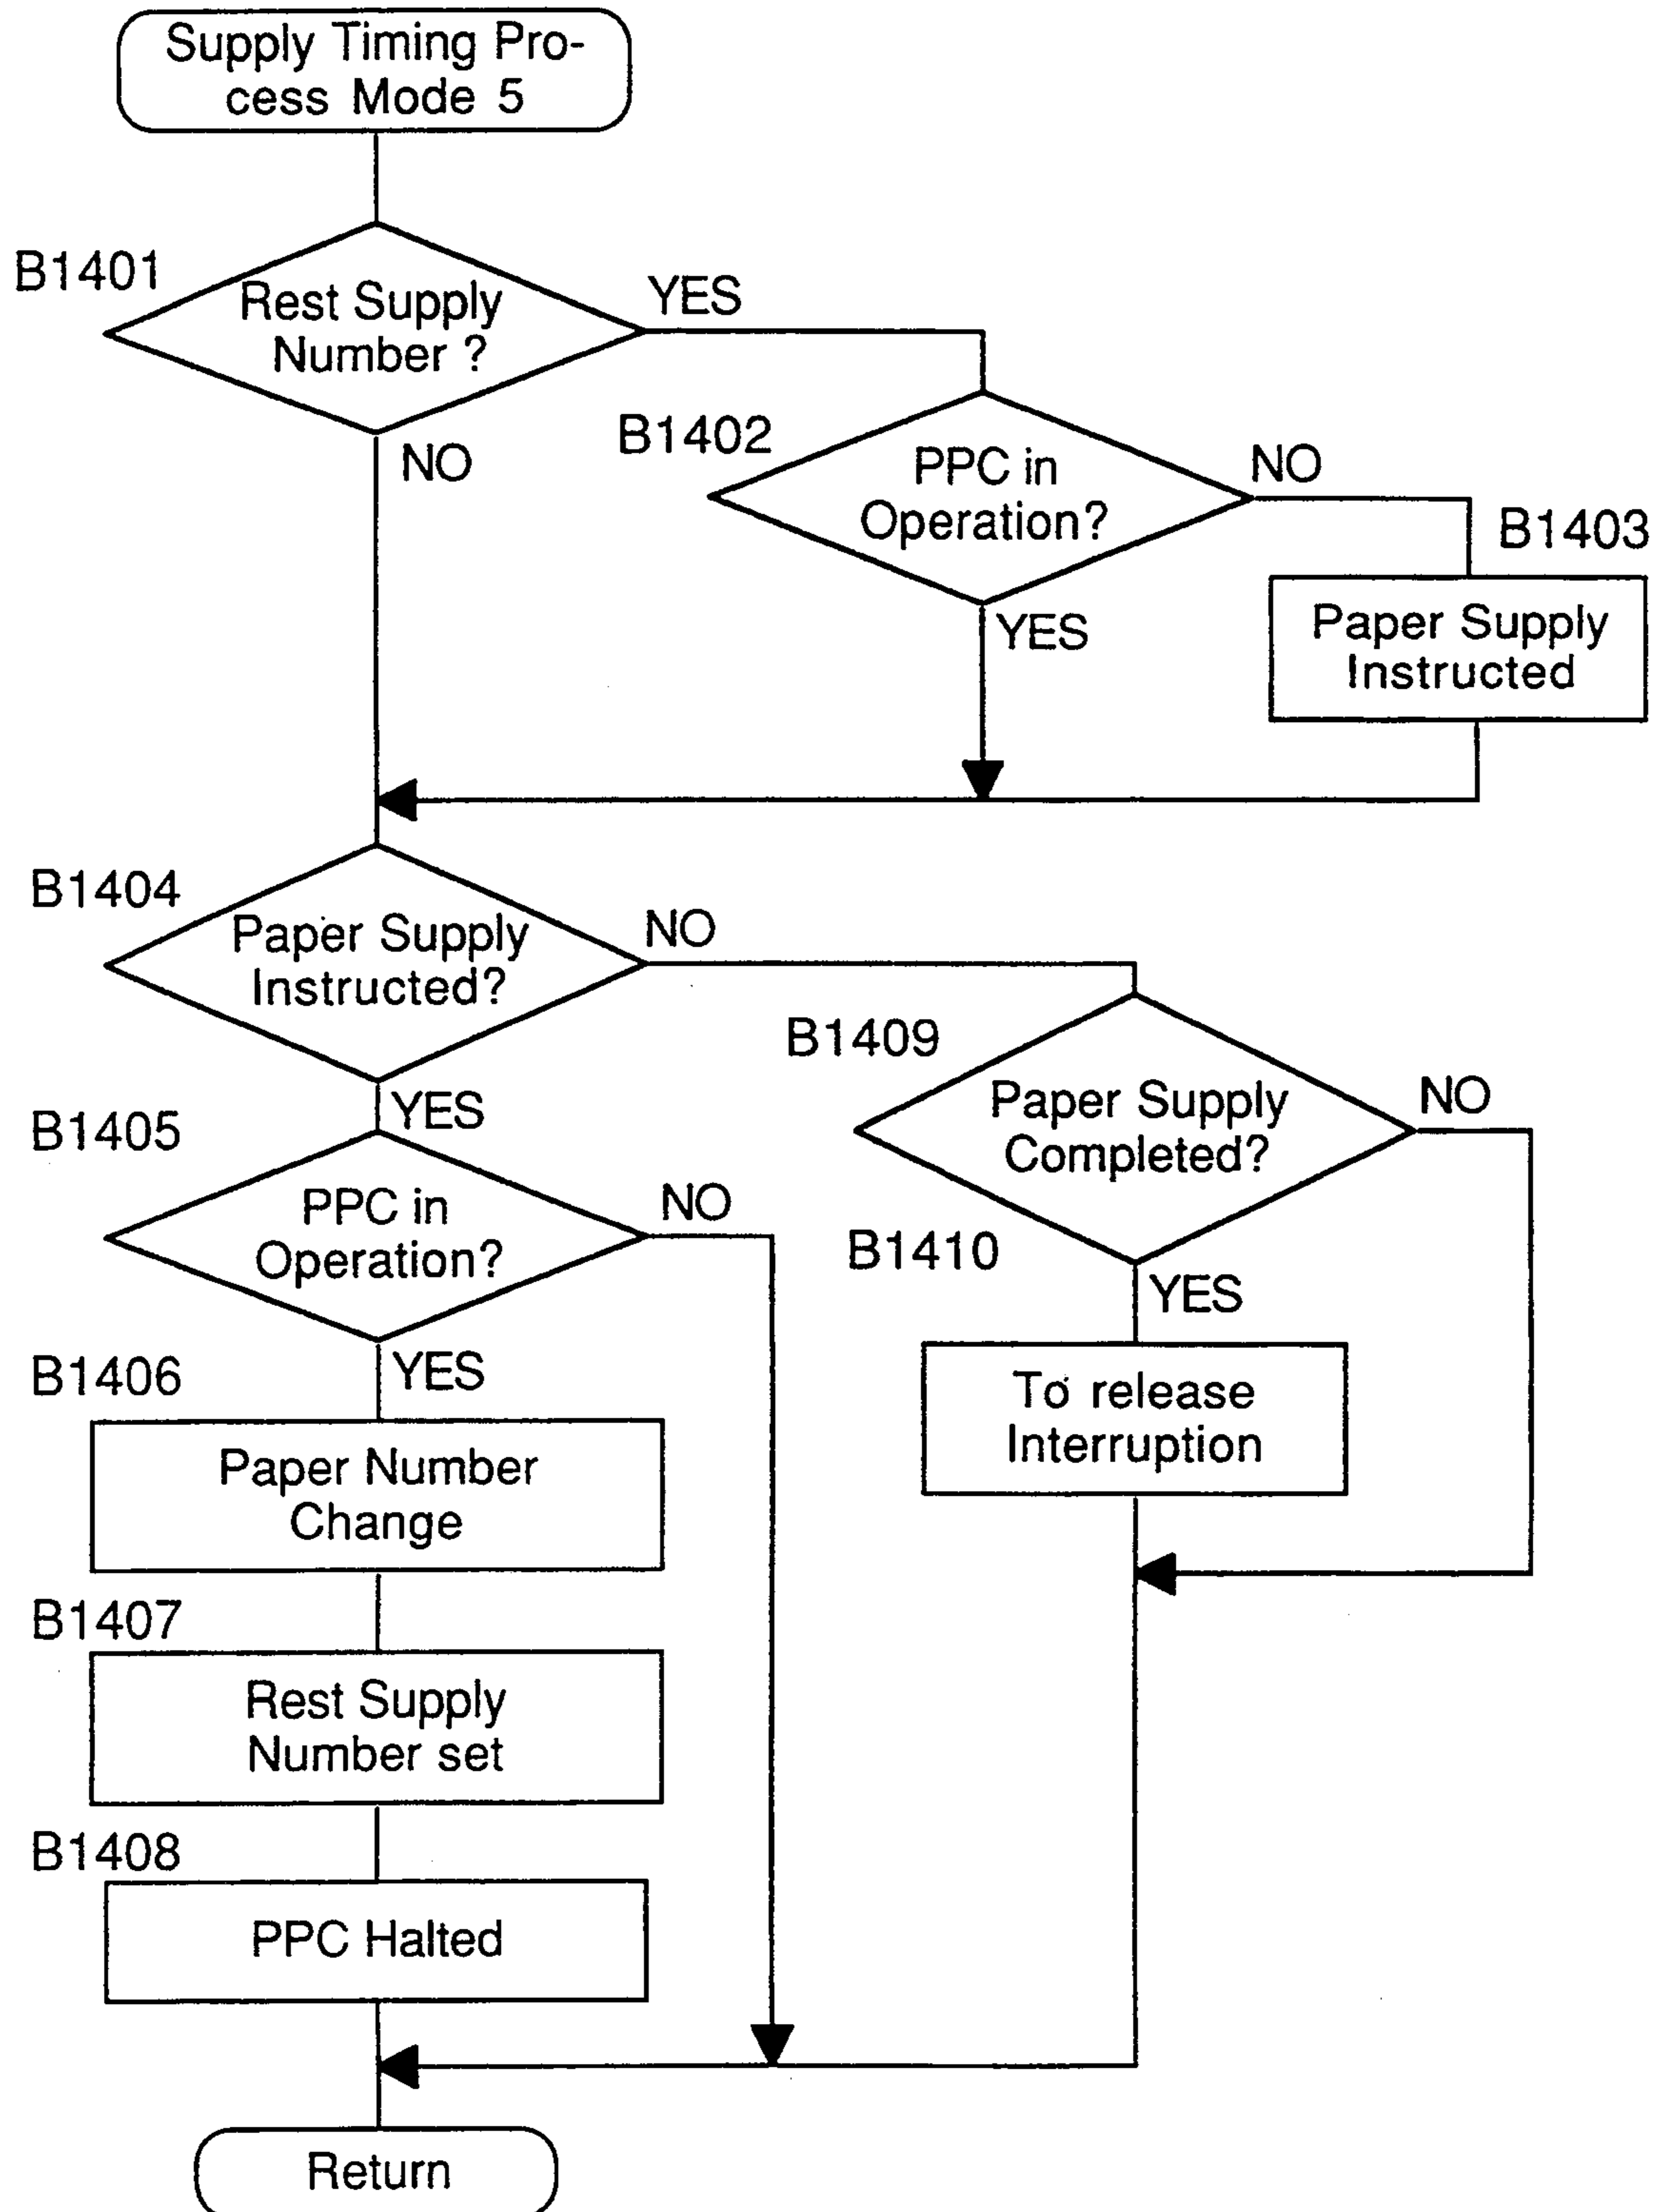 Supply Timing Pro-
cess Mode 5
B1401
Rest Supply
Number ?
YES
NO
B1402
PPC in
Operation?
NO
YES
B1403
Paper Supply
Instructed
B1404
Paper Supply
Instructed?
NO
YES
B1405
PPC in
Operation?
NO
YES
B1409
Paper Supply
Completed?
NO
B1410
YES
To release
Interruption
B1406
Paper Number
Change
B1407
Rest Supply
Number set
B1408
PPC Halted
Return